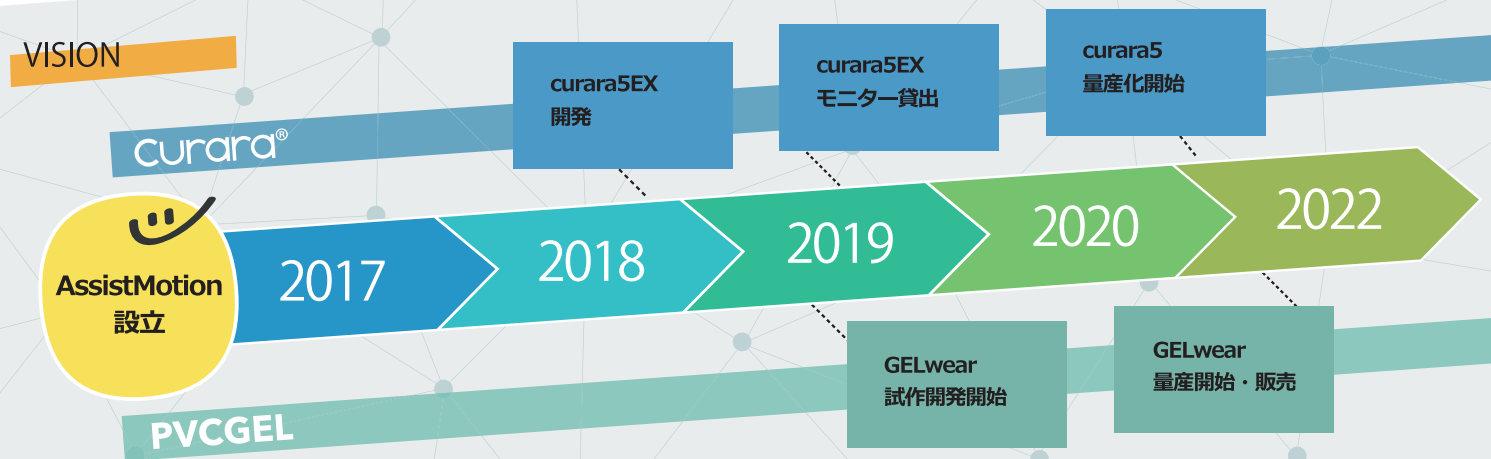 VISION
curara®
curara5EX
開発
curara5EX
モニター貸出
curara5
量産化開始
AssistMotion
設立
2017
2018
2019
2020
2022
GELwear
試作開発開始
GELwear
量産開始・販売
PVCGEL